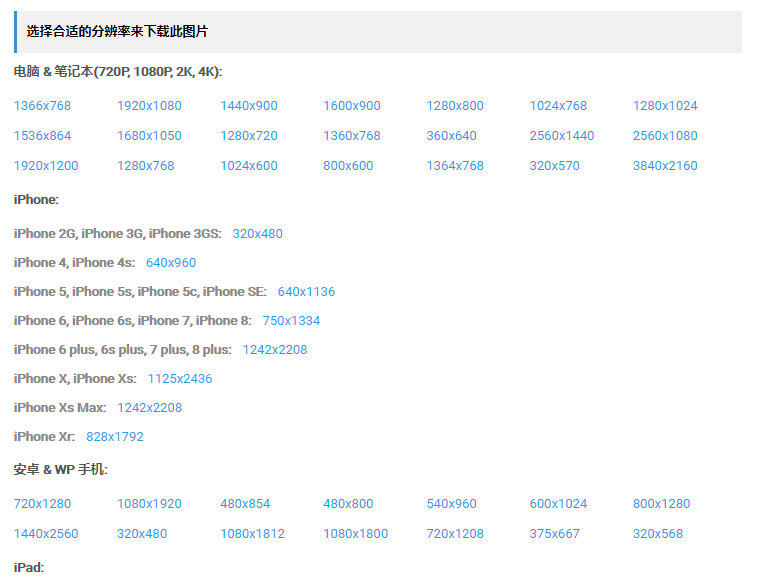 选择合适的分辨率来下载此图片
电脑 & 笔记本(720P, 1080P, 2K, 4K):
1366x768 1920x1080 1440x900 1600x900 1280x800 1024x768 1280x1024
1536x864 1680x1050 1280x720 1360x768 360x640 2560x1440 2560x1080
1920x1200 1280x768 1024x600 800x600 1364x768 320x570 3840x2160
iPhone:
iPhone 2G, iPhone 3G, iPhone 3GS: 320x480
iPhone 4, iPhone 4s: 640x960
iPhone 5, iPhone 5s, iPhone 5c, iPhone SE: 640x1136
iPhone 6, iPhone 6s, iPhone 7, iPhone 8: 750x1334
iPhone 6 plus, 6s plus, 7 plus, 8 plus: 1242x2208
iPhone X, iPhone Xs: 1125x2436
iPhone Xs Max: 1242x2208
iPhone Xr: 828x1792
安卓 & WP 手机:
720x1280 1080x1920 480x854 480x800 540x960 600x1024 800x1280
1440x2560 320x480 1080x1812 1080x1800 720x1208 375x667 320x568
iPad: